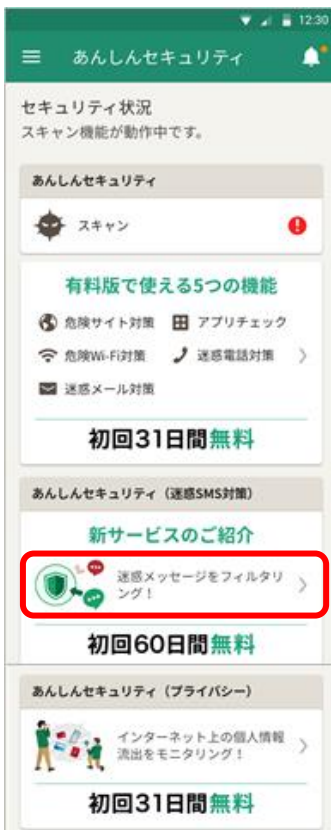 12:30
あんしんセキュリティ
セキュリティ状況
スキャン機能が動作中です。
あんしんセキュリティ
スキャン
有料版で使える5つの機能
危険サイト対策 アプリチェック
危険Wi-Fi対策 迷惑電話対策
迷惑メール対策
初回31日間無料
あんしんセキュリティ（迷惑SMS対策）
新サービスのご紹介
迷惑メッセージをフィルタリ
ング！
初回60日間無料
あんしんセキュリティ（プライバシー）
インターネット上の個人情報
流出をモニタリング！
初回31日間無料